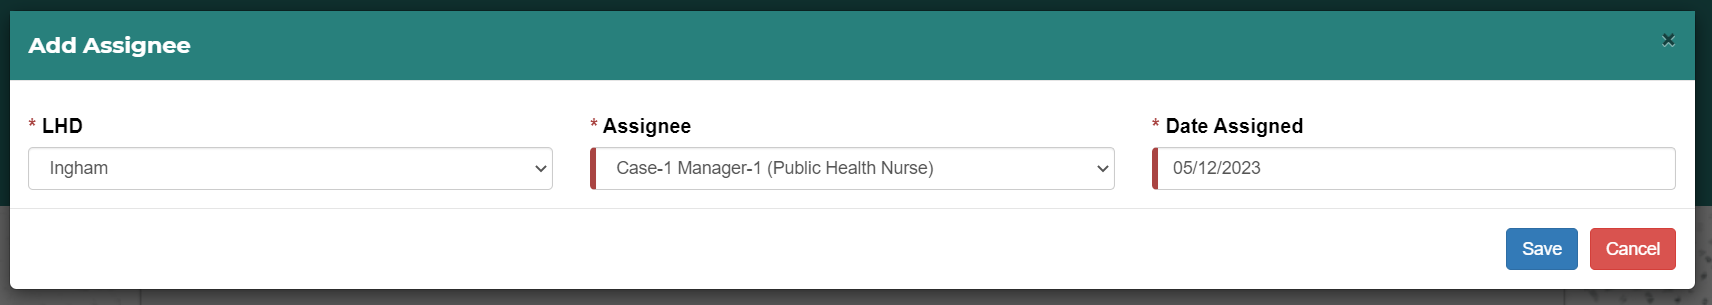 Add Assignee ×
* LHD * Assignee * Date Assigned
Ingham Case-1 Manager-1 (Public Health Nurse) 05/12/2023
Save Cancel